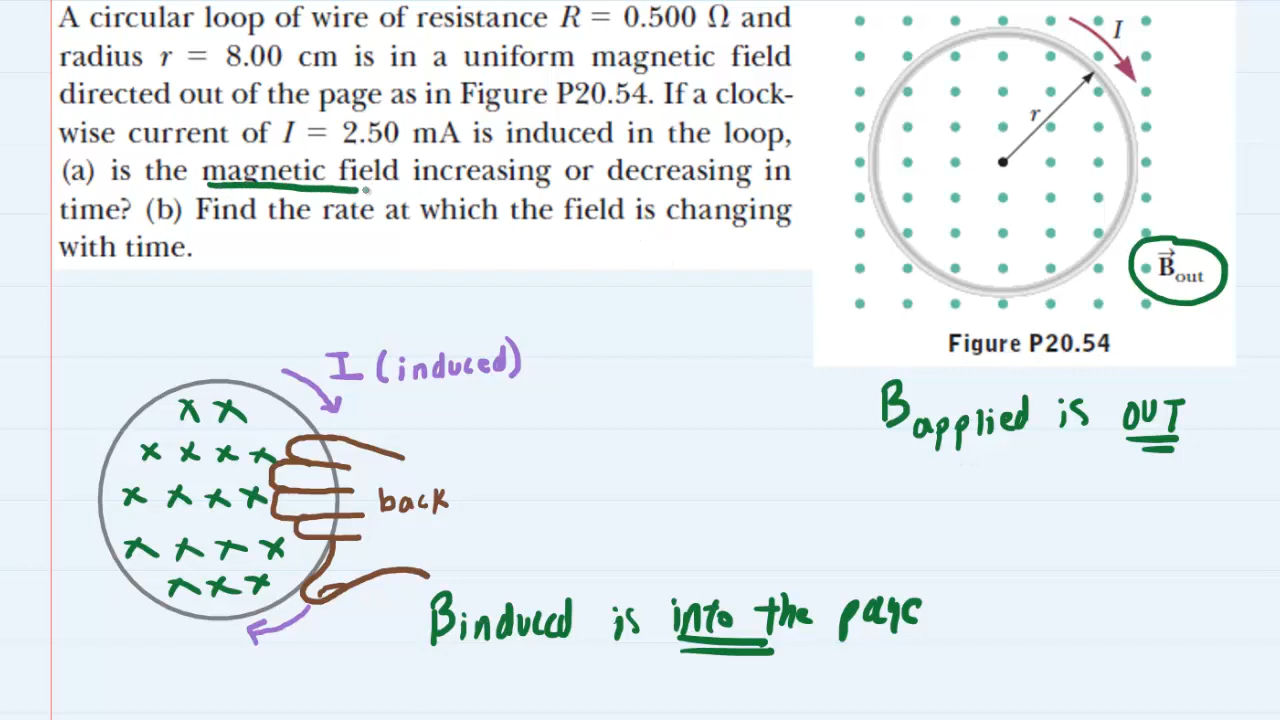 A circular loop of wire of resistance R = 0.500 Ω and
radius r = 8.00 cm is in a uniform magnetic field
directed out of the page as in Figure P20.54. If a clock-
wise current of I = 2.50 mA is induced in the loop,
(a) is the magnetic field increasing or decreasing in
time? (b) Find the rate at which the field is changing
with time.
I
r
B⃗out
Figure P20.54
I (induced)
Bapplied is OUT
x x
x x x x
x x x x
back
x x x x
x x x
Binduced is into the page